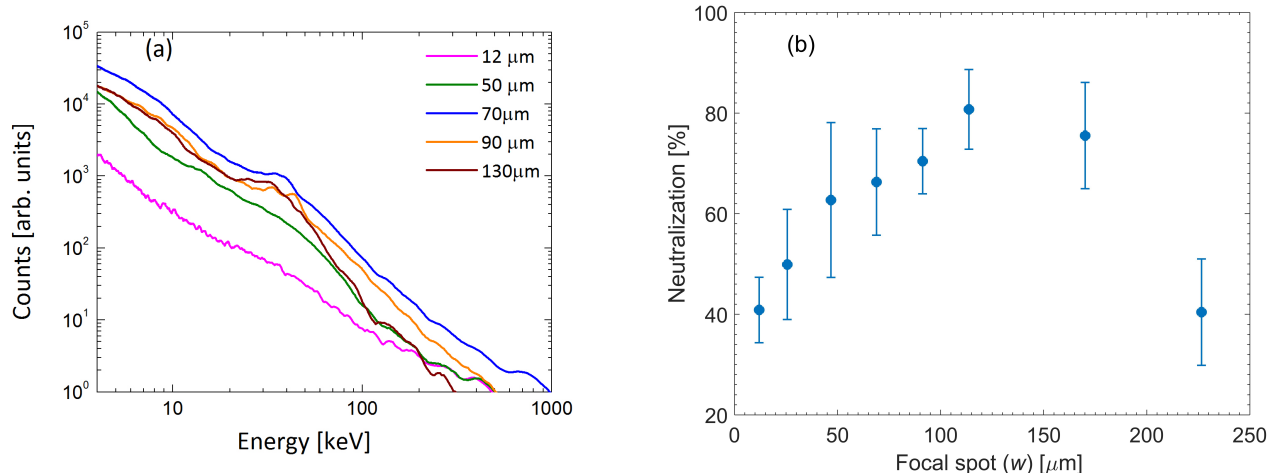 (a)
10^5
10^4
10^3
10^2
10^1
10^0
Counts [arb. units]
12 μm
50 μm
70μm
90 μm
130μm
10
100
1000
Energy [keV]
(b)
100
80
60
40
20
Neutralization [%]
0
50
100
150
200
250
Focal spot (w) [μm]